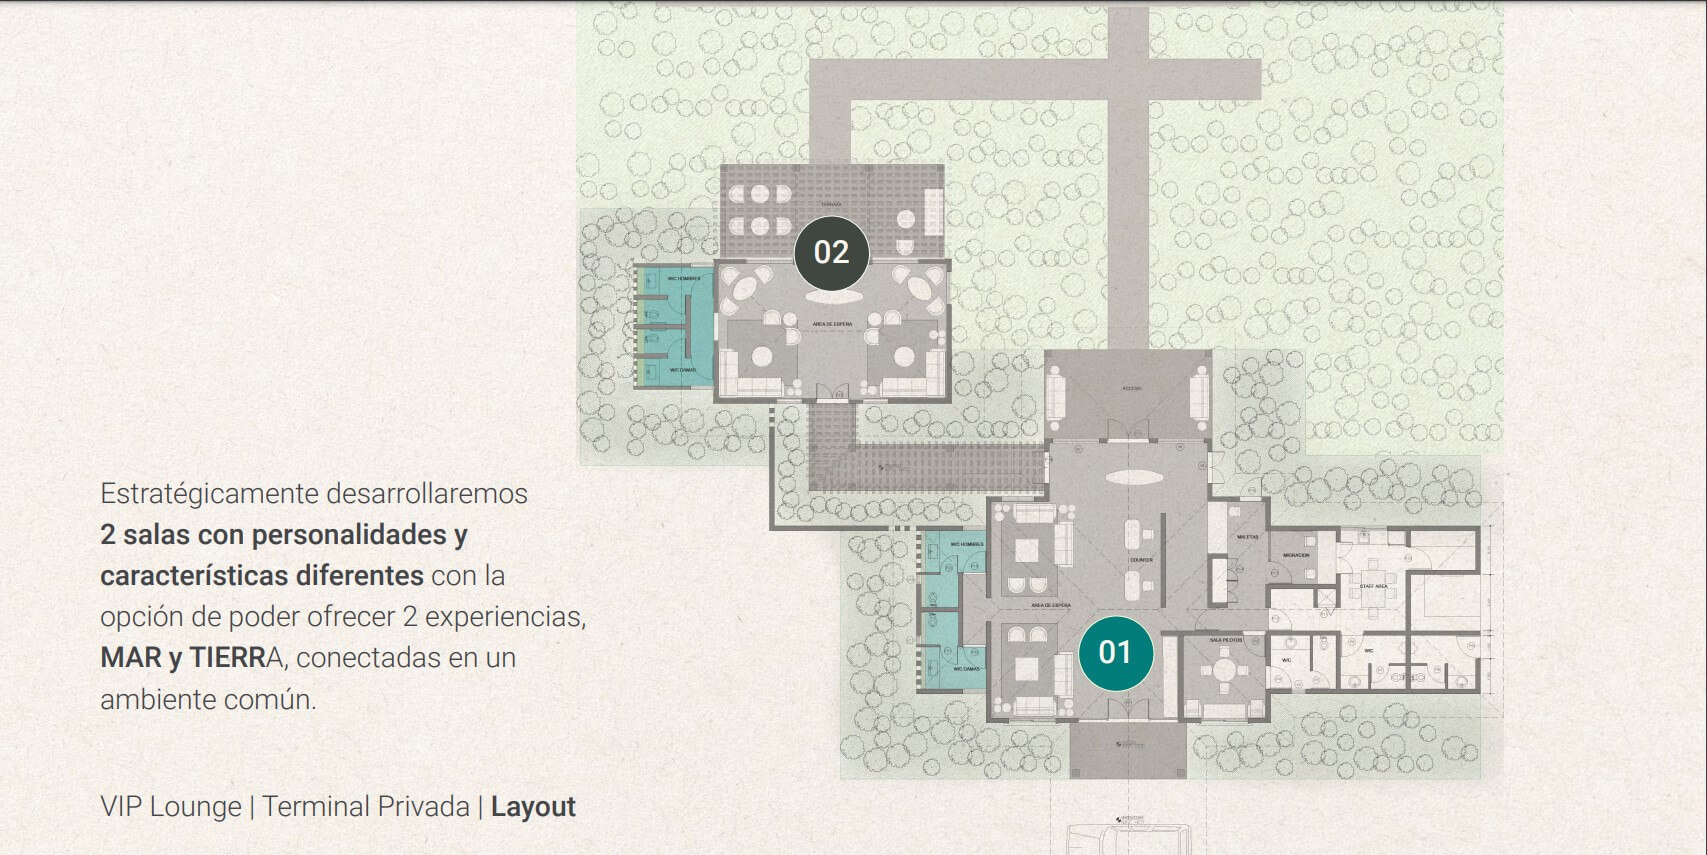 TERRAZA
02
W/C HOMBRES
AREA DE ESPERA
W/C DAMAS
ACCESO
Estratégicamente desarrollaremos
2 salas con personalidades y
características diferentes con la
opción de poder ofrecer 2 experiencias,
MAR y TIERRA, conectadas en un
ambiente común.
W/C HOMBRES
MALETAS
MIGRACION
COUNTER
STAFF AREA
AREA DE ESPERA
SALA PILOTOS
01
W/C
W/C
W/C DAMAS
VIP Lounge | Terminal Privada | Layout